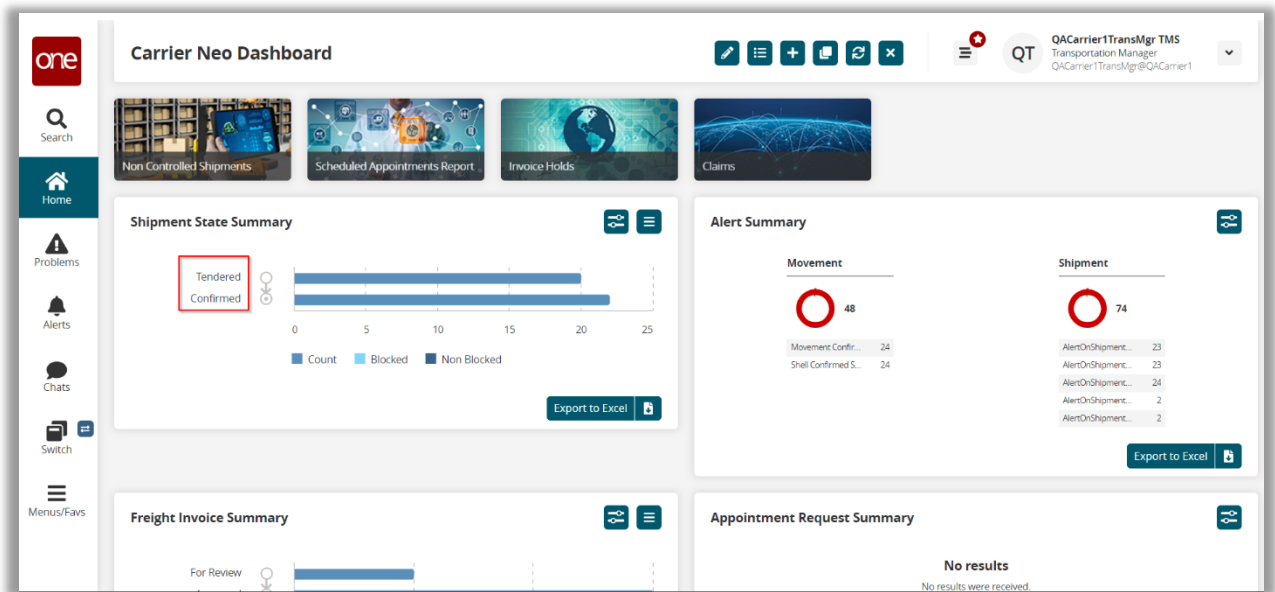 one
Search
Home
Problems
Alerts
Chats
Switch
Menus/Favs
Carrier Neo Dashboard
QT
QACarrier1TransMgr TMS
Transportation Manager
QACarrier1TransMgr@QACarrier1
Non Controlled Shipments
Scheduled Appointments Report
Invoice Holds
Claims
Shipment State Summary
Tendered
Confirmed
0 5 10 15 20 25
Count Blocked Non Blocked
Export to Excel
Alert Summary
Movement
48
Movement Confir... 24
Shell Confirmed S... 24
Shipment
74
AlertOnShipment... 23
AlertOnShipment... 23
AlertOnShipment... 24
AlertOnShipment... 2
AlertOnShipment... 2
Export to Excel
Freight Invoice Summary
For Review
Appointment Request Summary
No results
No results were received.